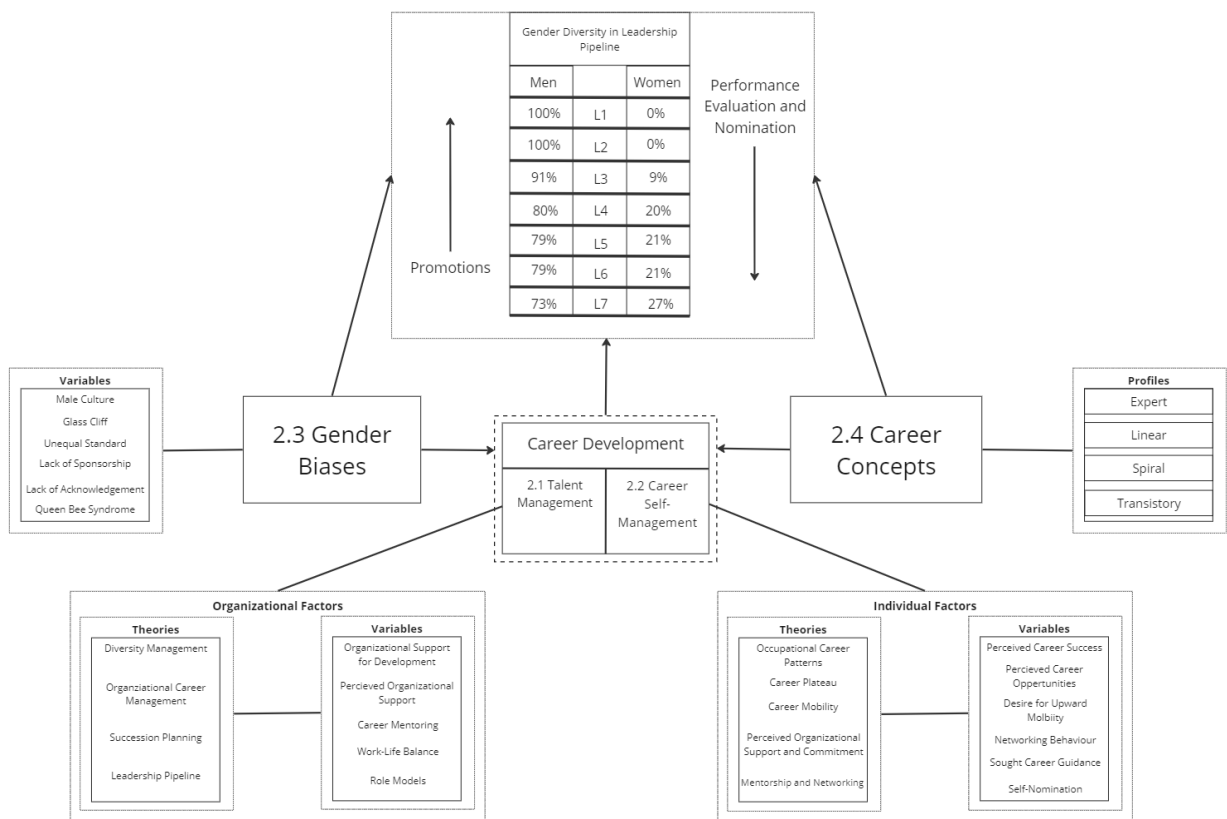 Gender Diversity in Leadership
Pipeline
Men Women
100% L1 0%
100% L2 0%
91% L3 9%
80% L4 20%
79% L5 21%
79% L6 21%
73% L7 27%
Promotions
Performance
Evaluation and
Nomination
Variables
Male Culture
Glass Cliff
Unequal Standard
Lack of Sponsorship
Lack of Acknowledgement
Queen Bee Syndrome
2.3 Gender
Biases
Career Development
2.1 Talent
Management
2.2 Career
Self-
Management
2.4 Career
Concepts
Profiles
Expert
Linear
Spiral
Transistory
Organizational Factors
Theories
Diversity Management
Organziational Career
Management
Succession Planning
Leadership Pipeline
Variables
Organizational Support
for Development
Percieved Organizational
Support
Career Mentoring
Work-Life Balance
Role Models
Individual Factors
Theories
Occupational Career
Patterns
Career Plateau
Career Mobility
Perceived Organizational
Support and Commitment
Mentorship and Networking
Variables
Perceived Career Success
Percieved Career
Oppertunities
Desire for Upward
Molbiity
Networking Behaviour
Sought Career Guidance
Self-Nomination